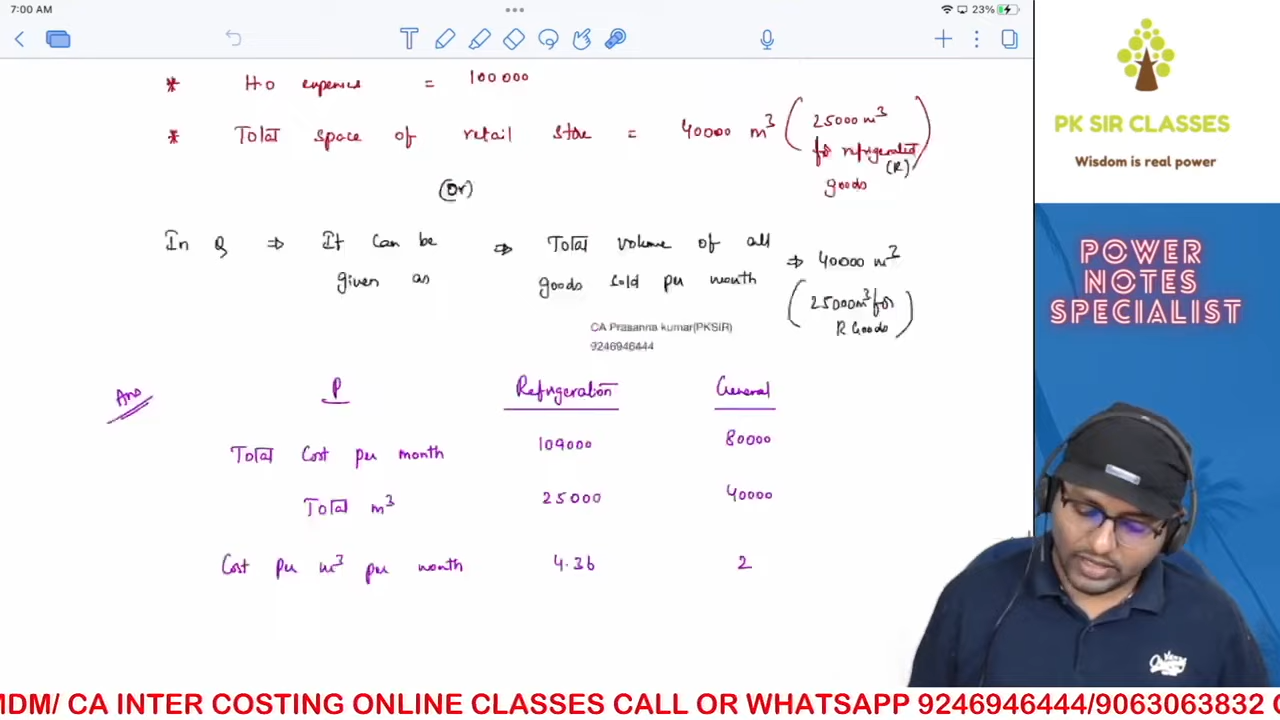 7:00 AM
23%
* H.o expenses = 100000
* Total space of retail store = 40000 m³ (25000 m³ for refrigerated (R) goods)
(Or)
In Q ⇒ It can be given as ⇒ Total volume of all goods sold per month ⇒ 40000 m³ (25000m³ for R Goods)
CA Prasanna kumar(PKSIR)
9246946444
Ans
P Refrigeration General
Total Cost per month 109000 80000
Total m³ 25000 40000
Cost per m³ per month 4.36 2
PK SIR CLASSES
Wisdom is real power
POWER
NOTES
SPECIALIST
MDM/ CA INTER COSTING ONLINE CLASSES CALL OR WHATSAPP 9246946444/9063063832